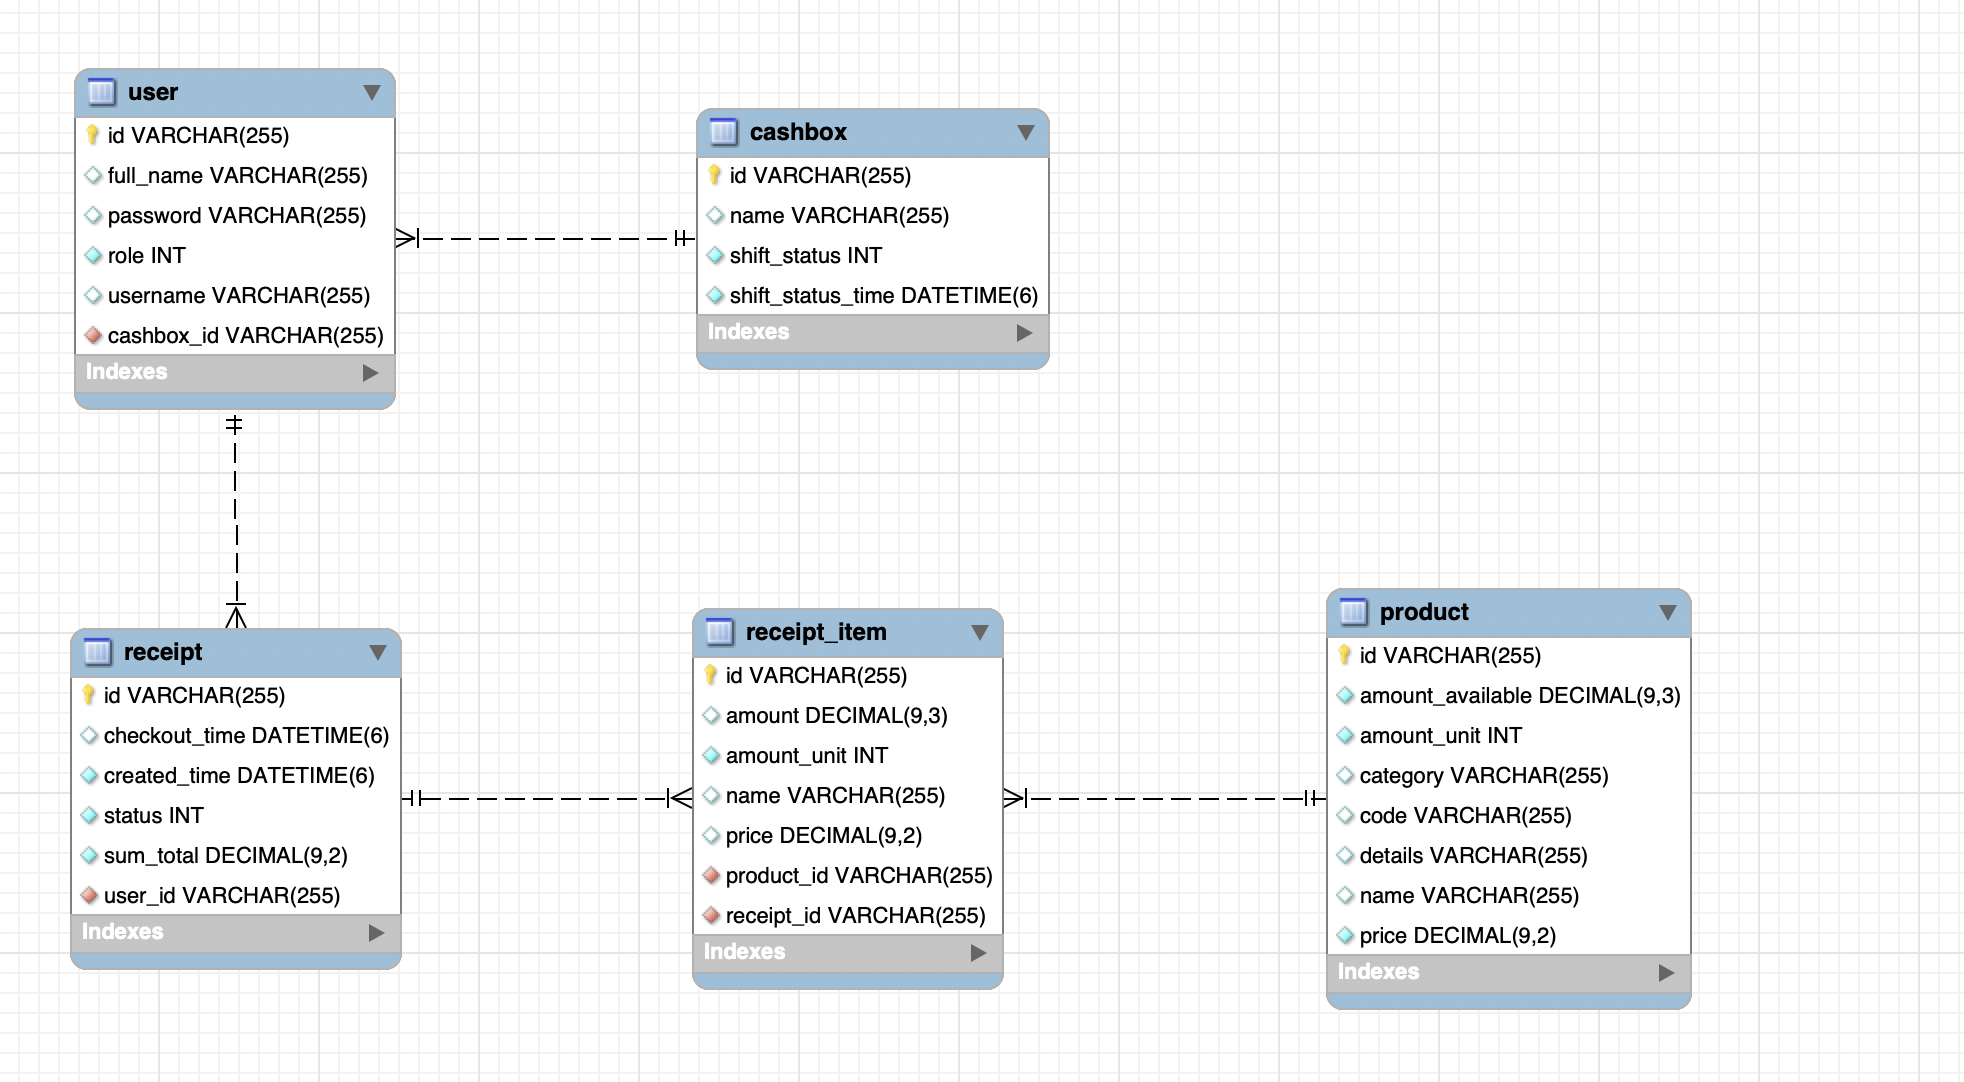 user
id VARCHAR(255)
full_name VARCHAR(255)
password VARCHAR(255)
role INT
username VARCHAR(255)
cashbox_id VARCHAR(255)
Indexes
cashbox
id VARCHAR(255)
name VARCHAR(255)
shift_status INT
shift_status_time DATETIME(6)
Indexes
receipt
id VARCHAR(255)
checkout_time DATETIME(6)
created_time DATETIME(6)
status INT
sum_total DECIMAL(9,2)
user_id VARCHAR(255)
Indexes
receipt_item
id VARCHAR(255)
amount DECIMAL(9,3)
amount_unit INT
name VARCHAR(255)
price DECIMAL(9,2)
product_id VARCHAR(255)
receipt_id VARCHAR(255)
Indexes
product
id VARCHAR(255)
amount_available DECIMAL(9,3)
amount_unit INT
category VARCHAR(255)
code VARCHAR(255)
details VARCHAR(255)
name VARCHAR(255)
price DECIMAL(9,2)
Indexes